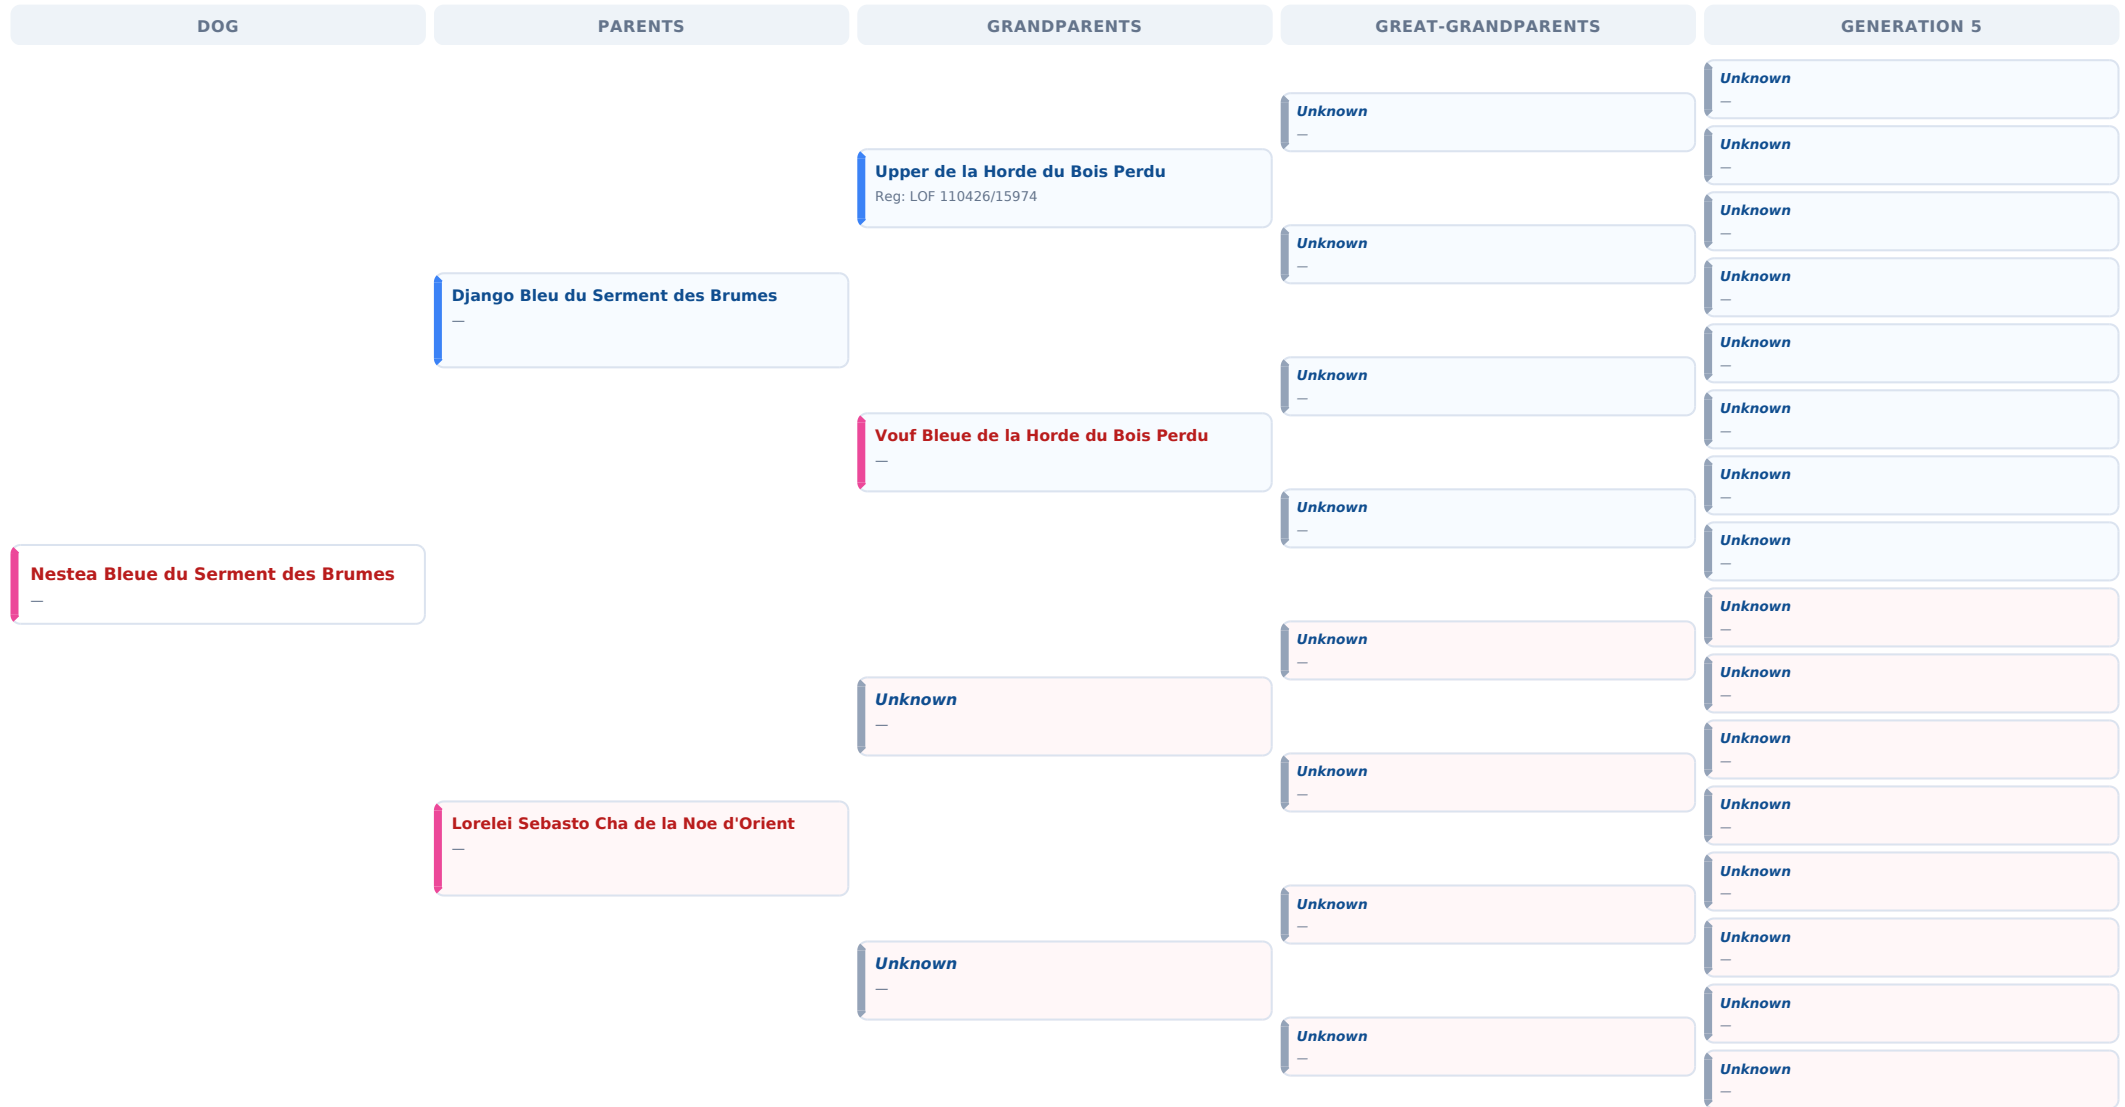 DOG
PARENTS
GRANDPARENTS
GREAT-GRANDPARENTS
GENERATION 5
Nestea Bleue du Serment des Brumes
—
Django Bleu du Serment des Brumes
—
Lorelei Sebasto Cha de la Noe d'Orient
—
Upper de la Horde du Bois Perdu
Reg: LOF 110426/15974
Vouf Bleue de la Horde du Bois Perdu
—
Unknown
—
Unknown
—
Unknown
—
Unknown
—
Unknown
—
Unknown
—
Unknown
—
Unknown
—
Unknown
—
Unknown
—
Unknown
—
Unknown
—
Unknown
—
Unknown
—
Unknown
—
Unknown
—
Unknown
—
Unknown
—
Unknown
—
Unknown
—
Unknown
—
Unknown
—
Unknown
—
Unknown
—
Unknown
—
Unknown
—